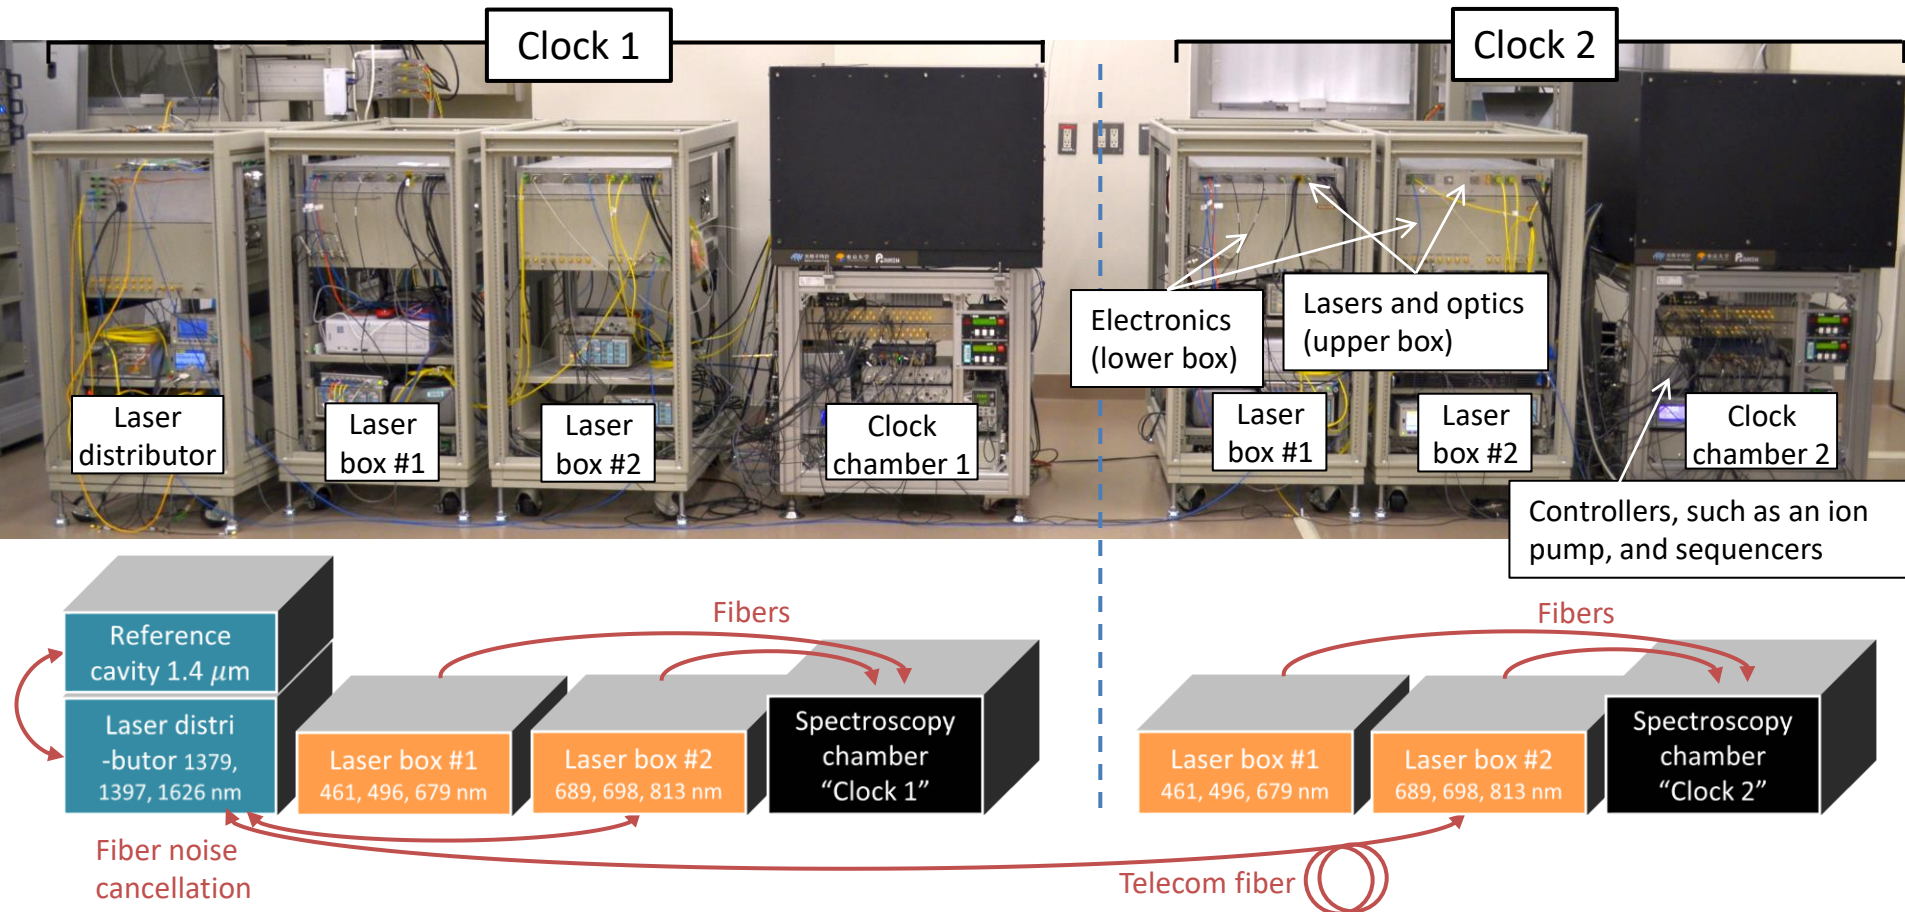 Clock 1
Clock 2
Laser
distributor
Laser
box #1
Laser
box #2
Clock
chamber 1
Electronics
(lower box)
Lasers and optics
(upper box)
Laser
box #1
Laser
box #2
Clock
chamber 2
Controllers, such as an ion
pump, and sequencers
Reference
cavity 1.4 μm
Laser distri
-butor 1379,
1397, 1626 nm
Laser box #1
461, 496, 679 nm
Laser box #2
689, 698, 813 nm
Fibers
Spectroscopy
chamber
“Clock 1”
Fiber noise
cancellation
Laser box #1
461, 496, 679 nm
Laser box #2
689, 698, 813 nm
Fibers
Spectroscopy
chamber
“Clock 2”
Telecom fiber